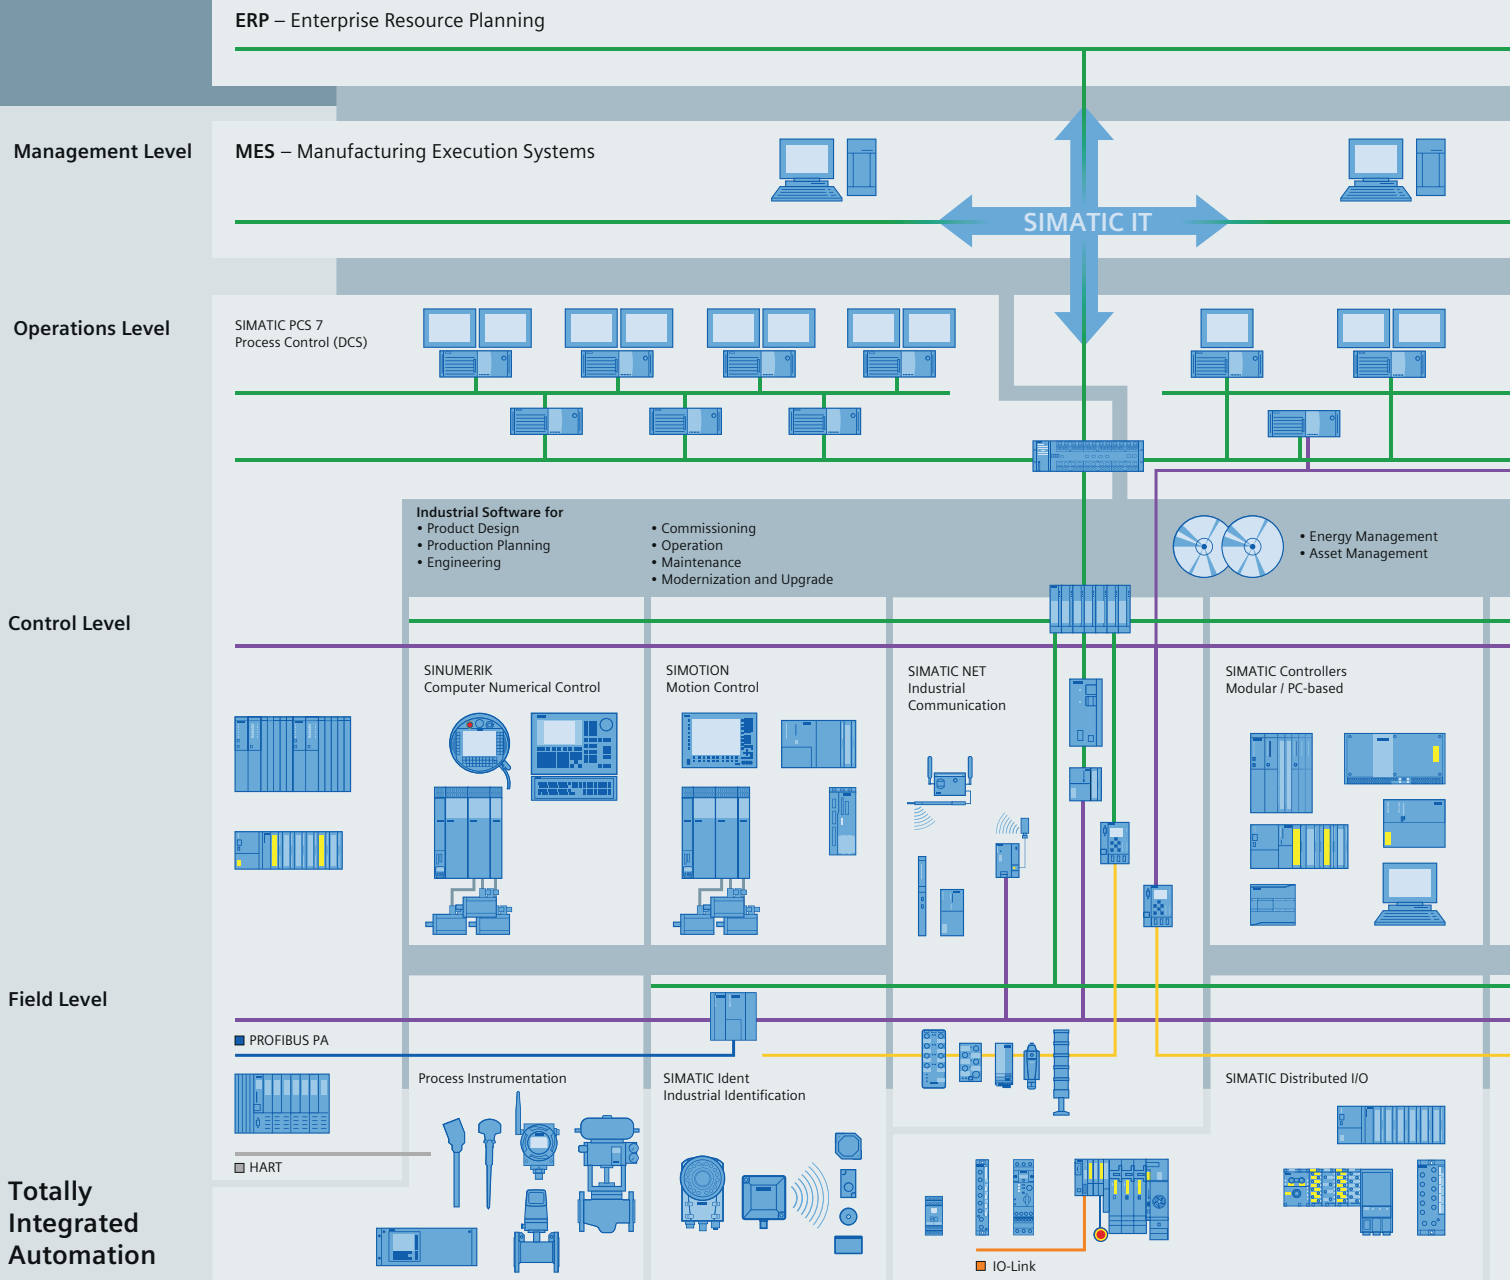 ERP – Enterprise Resource Planning
Management Level
MES – Manufacturing Execution Systems
SIMATIC IT
Operations Level
SIMATIC PCS 7
Process Control (DCS)
Industrial Software for
• Product Design
• Production Planning
• Engineering
• Commissioning
• Operation
• Maintenance
• Modernization and Upgrade
• Energy Management
• Asset Management
Control Level
SINUMERIK
Computer Numerical Control
SIMOTION
Motion Control
SIMATIC NET
Industrial
Communication
SIMATIC Controllers
Modular / PC-based
Field Level
PROFIBUS PA
Process Instrumentation
SIMATIC Ident
Industrial Identification
SIMATIC Distributed I/O
HART
IO-Link
Totally
Integrated
Automation